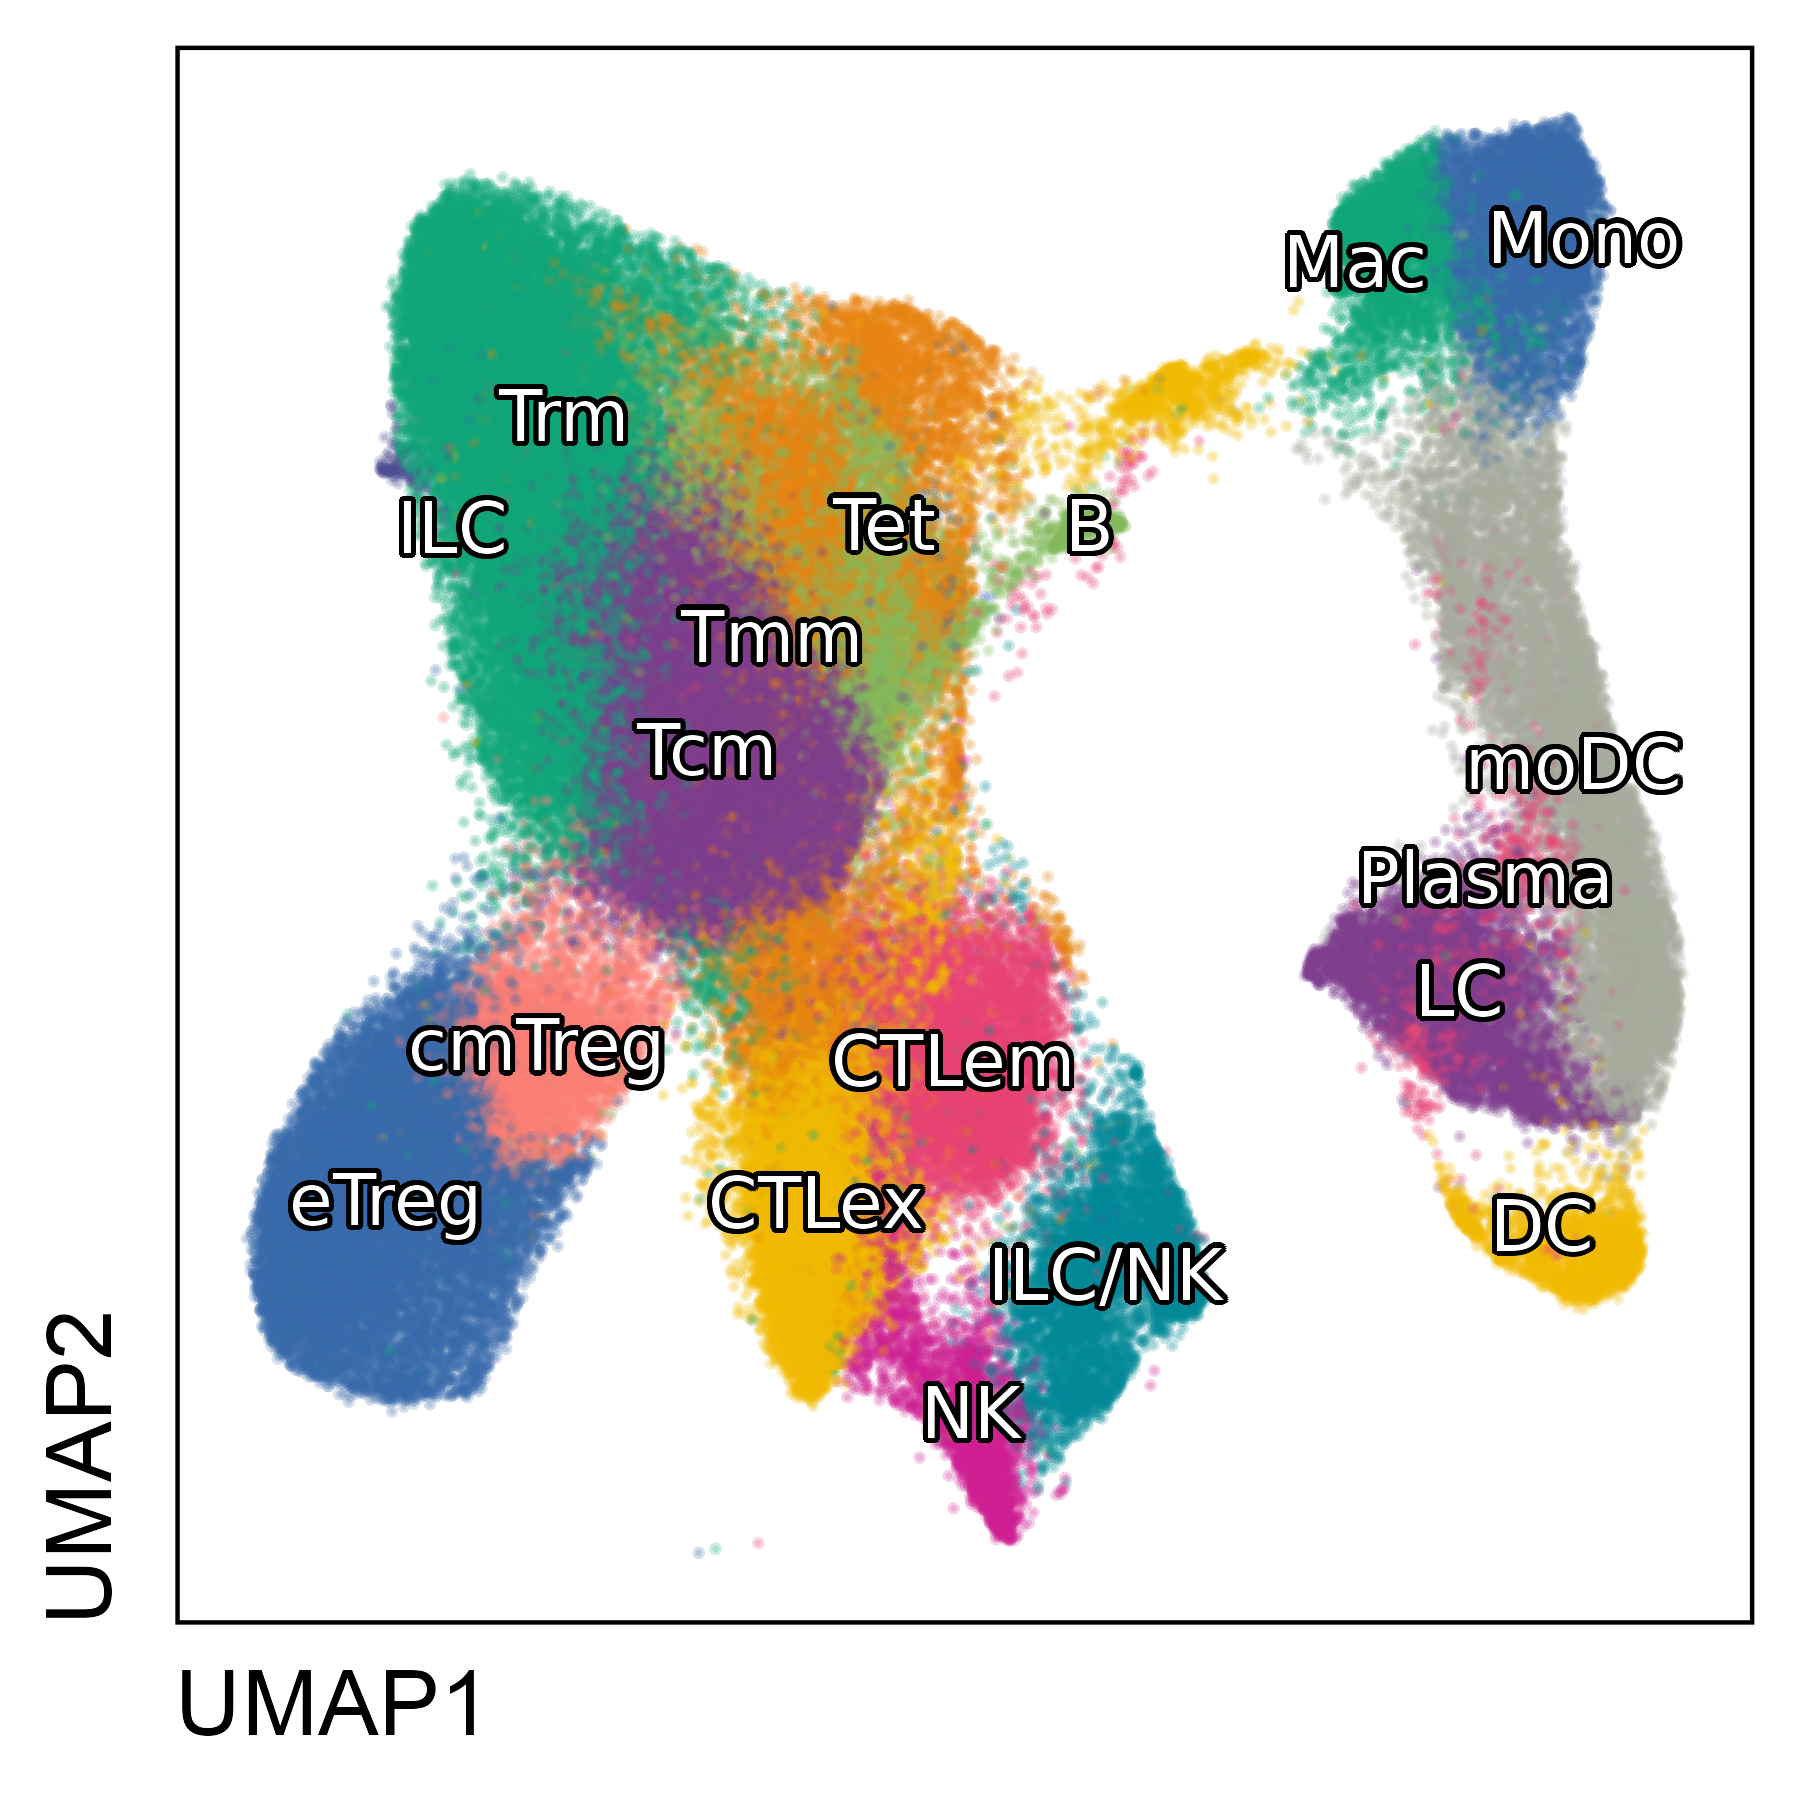 Mono
Mac
Trm
ILC
Tet
B
Tmm
Tcm
moDC
Plasma
LC
cmTreg
CTLem
eTreg
CTLex
DC
ILC/NK
NK
UMAP2
UMAP1